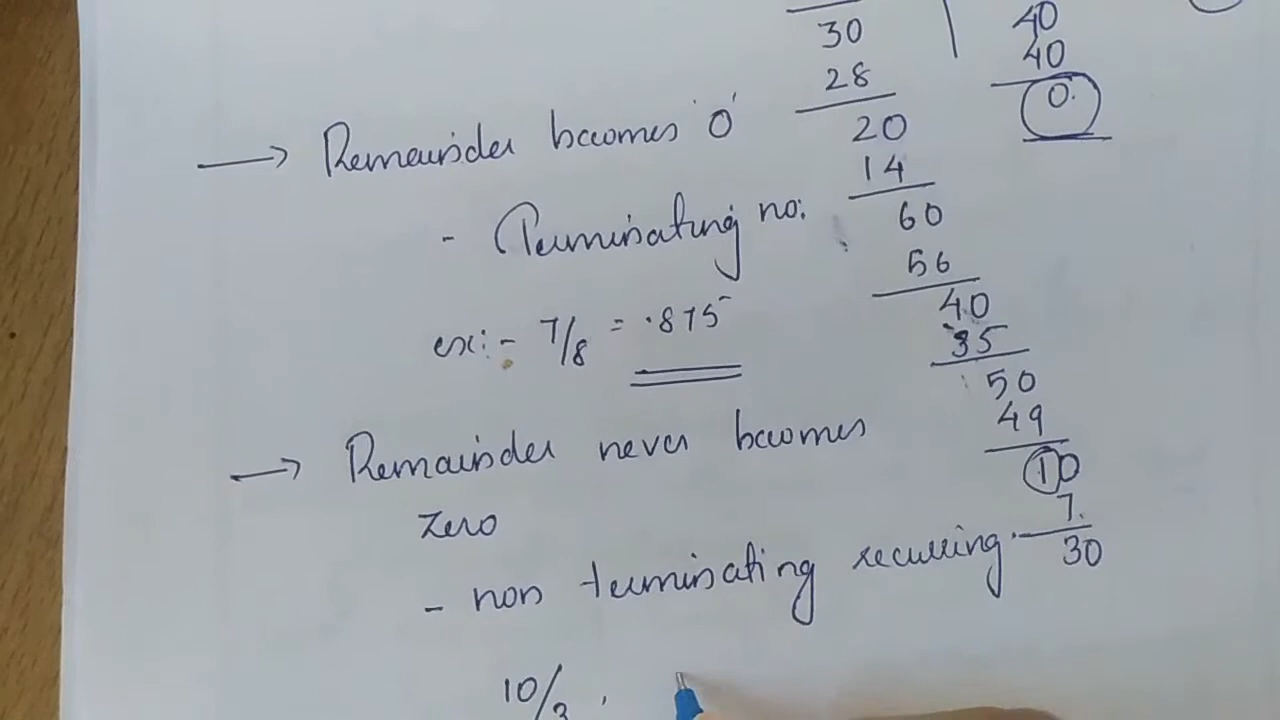 30
28
20
14
60
56
40
35
50
49
10
7.
30
40
40
0.
→ Remainder becomes '0'
- Terminating no:
ex:- 7/8 = .875
→ Remainder never becomes
zero
- non terminating recurring.
10/3,